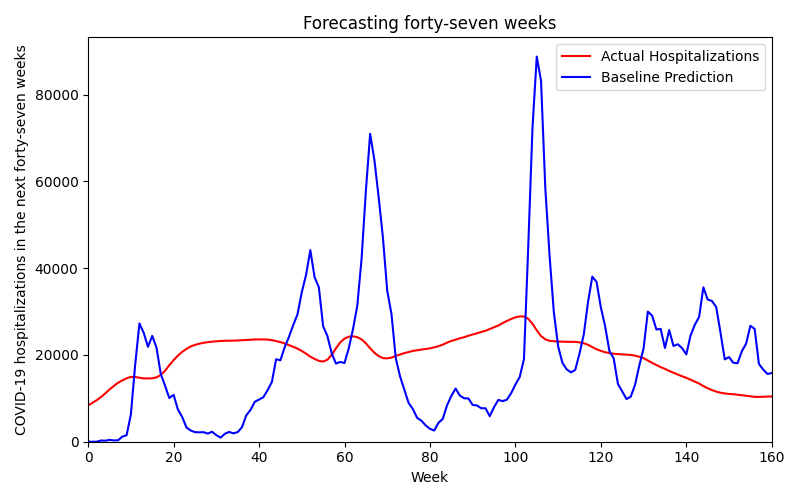 Forecasting forty-seven weeks
COVID-19 hospitalizations in the next forty-seven weeks
Actual Hospitalizations
Baseline Prediction
80000
60000
40000
20000
0
0 20 40 60 80 100 120 140 160
Week